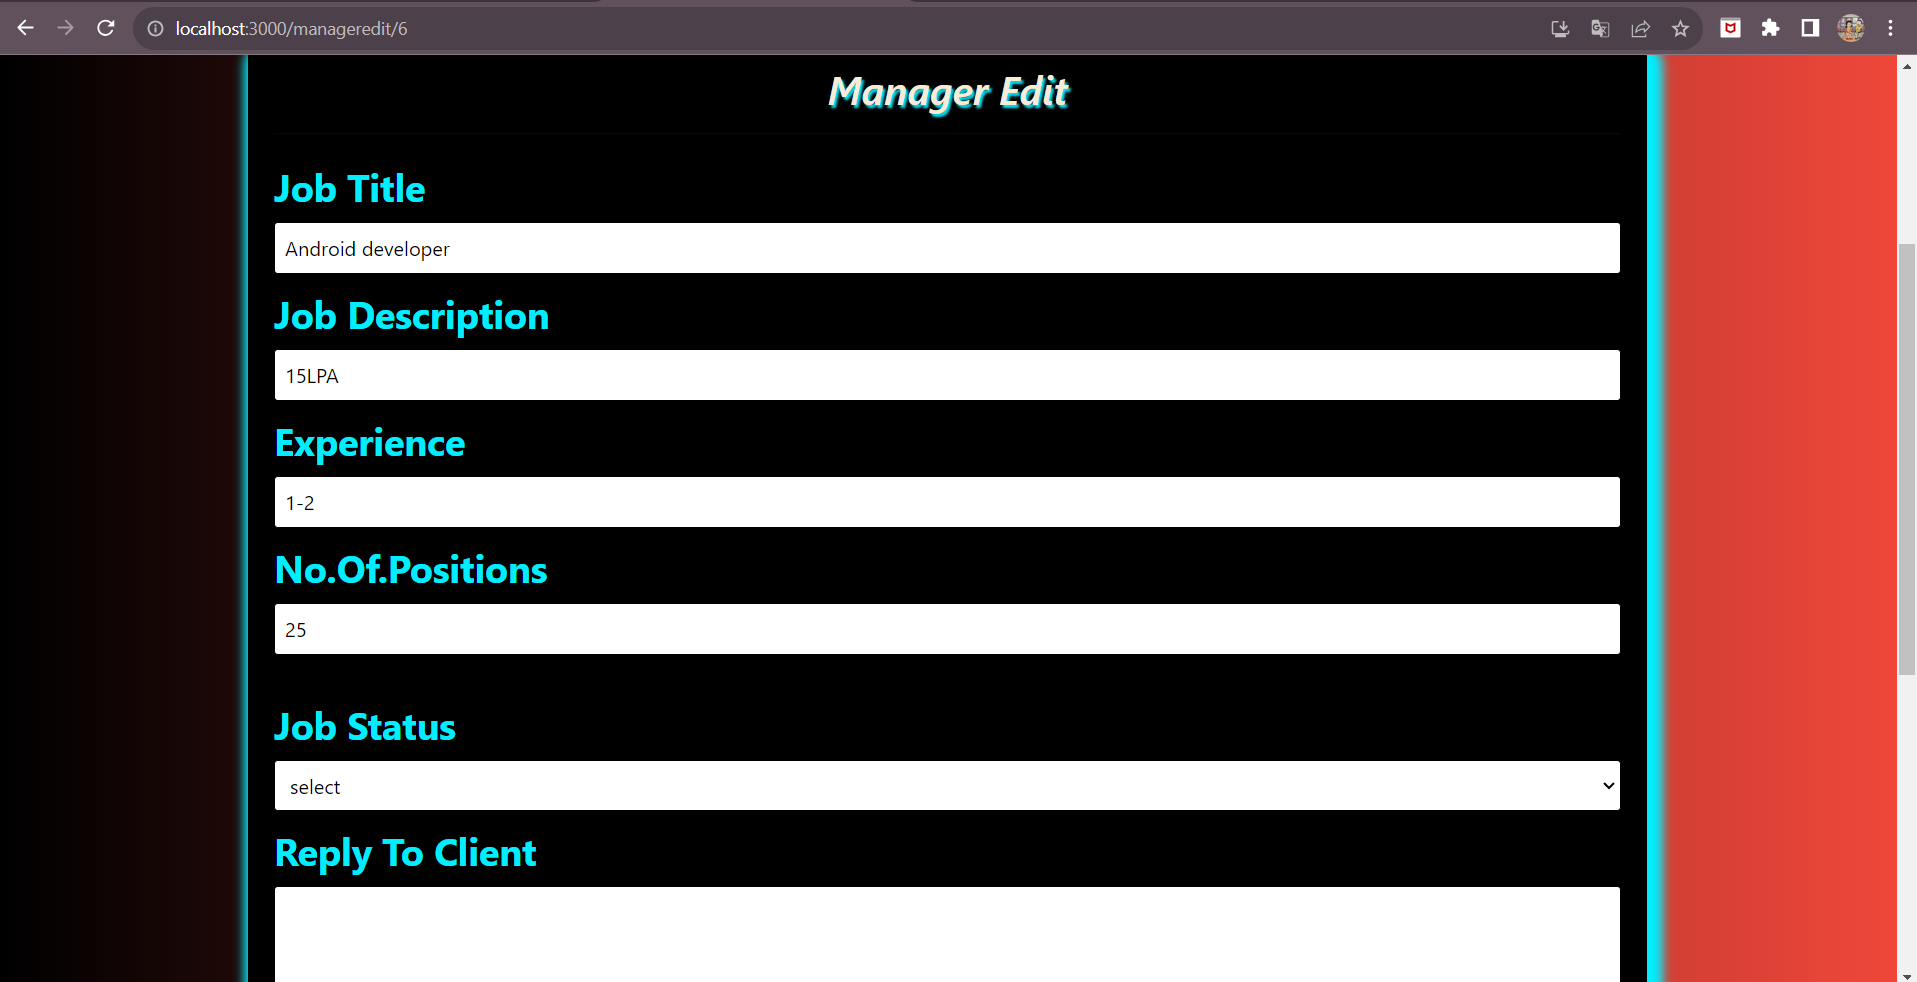 localhost:3000/manageredit/6
Manager Edit
Job Title
Android developer
Job Description
15LPA
Experience
1-2
No.Of.Positions
25
Job Status
select
Reply To Client